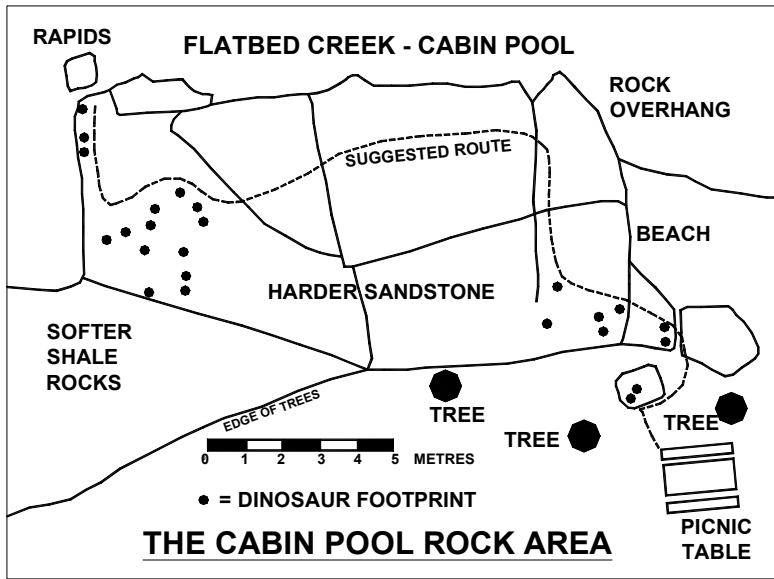 RAPIDS
FLATBED CREEK - CABIN POOL
ROCK
OVERHANG
SUGGESTED ROUTE
BEACH
HARDER SANDSTONE
SOFTER
SHALE
ROCKS
EDGE OF TREES
TREE
TREE
TREE
0 1 2 3 4 5 METRES
= DINOSAUR FOOTPRINT
PICNIC
TABLE
THE CABIN POOL ROCK AREA